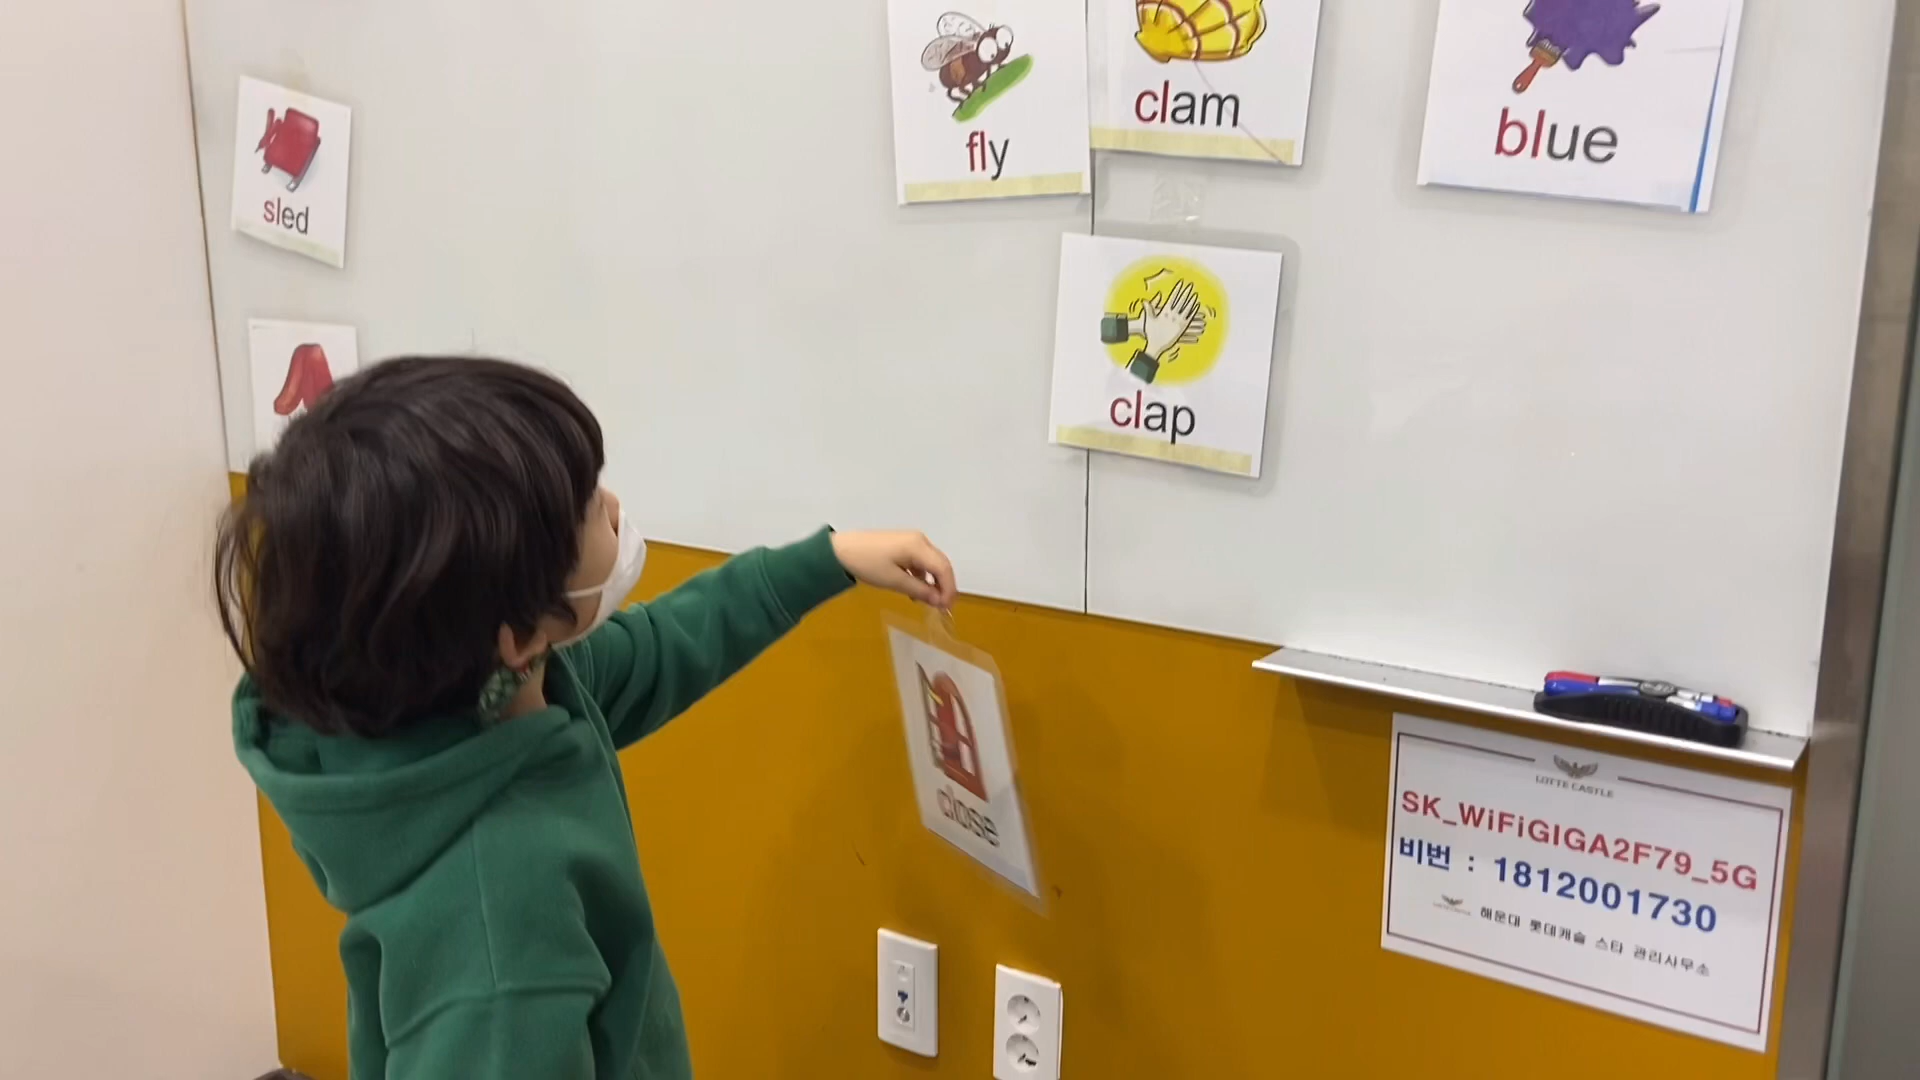 sled
fly
clam
blue
clap
close
LOTTE CASTLE
SK_WiFiGIGA2F79_5G
비번 : 1812001730
해운대 롯데캐슬 스타 관리사무소